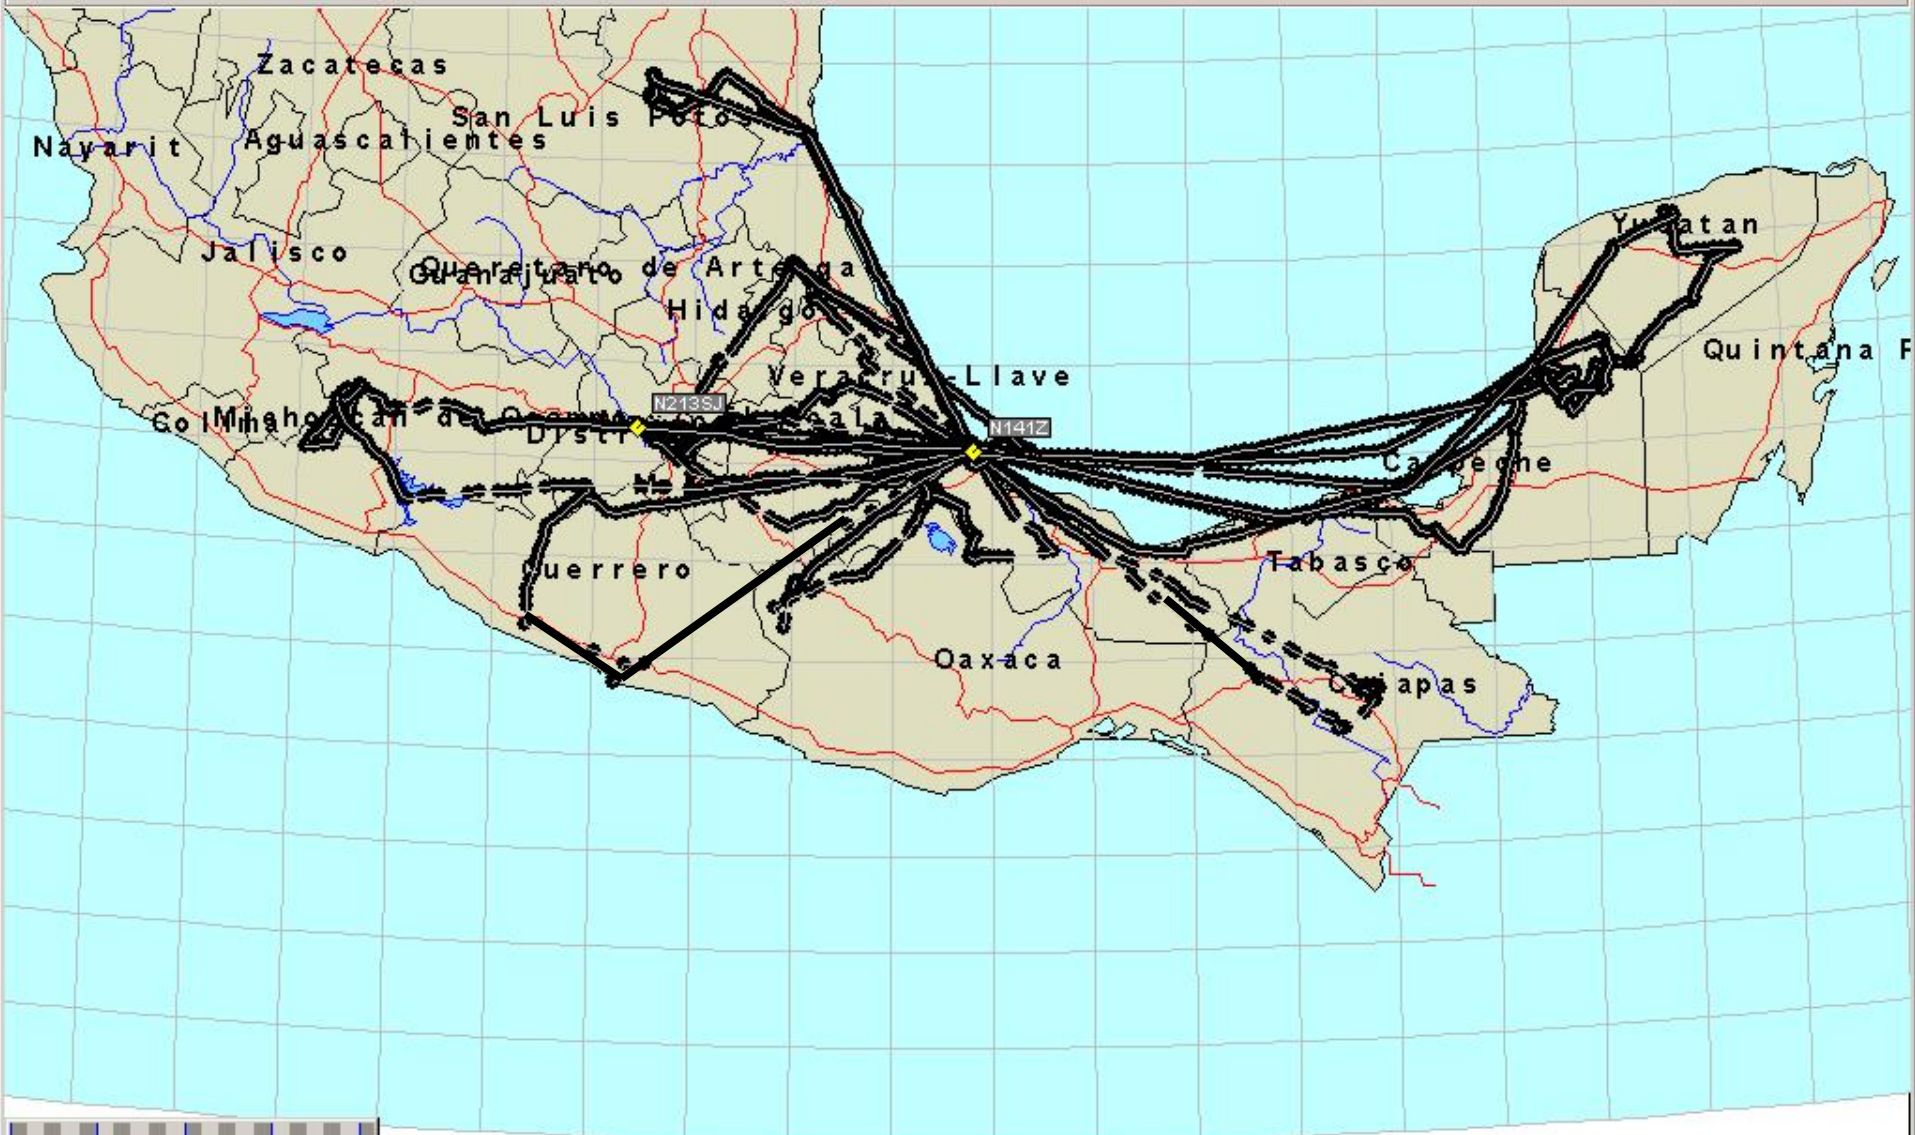 Zacatecas
San Luis Potos
Nayarit
Aguascalientes
Yucatan
Jalisco
Queretaro de Arteaga
Guanajuato
Hidalgo
Quintana R
Veracruz-Llave
N213SJ
Colima
N141Z
Campeche
Guerrero
Tabasco
Oaxaca
Chiapas